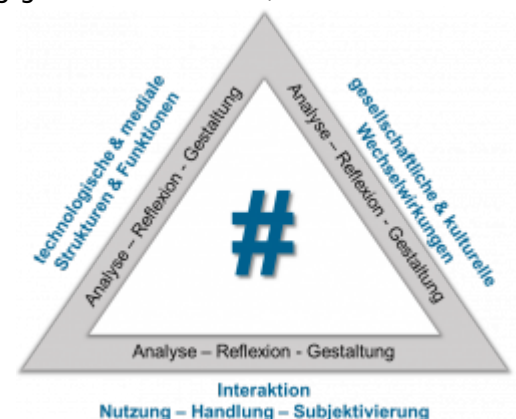 technologische & mediale
Strukturen & Funktionen
Analyse – Reflexion - Gestaltung
gesellschaftliche & kulturelle
Wechselwirkungen
Analyse – Reflexion - Gestaltung
#
Analyse – Reflexion - Gestaltung
Interaktion
Nutzung – Handlung – Subjektivierung